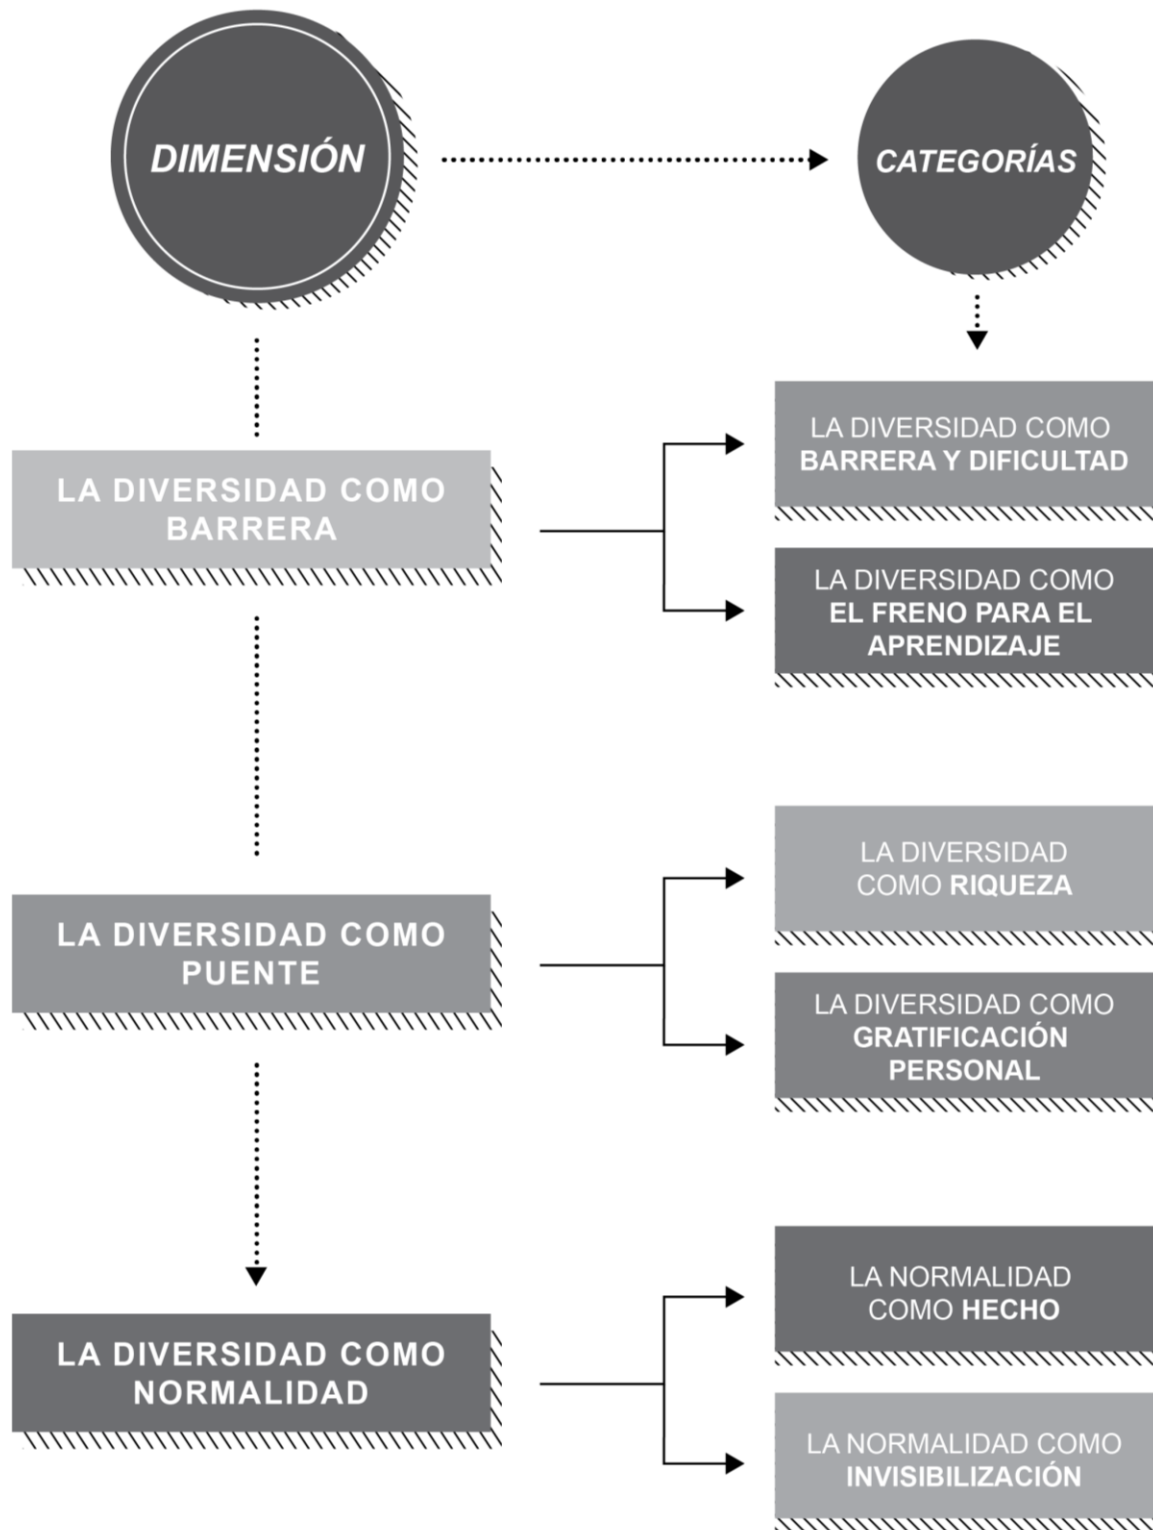 DIMENSIÓN
CATEGORÍAS
LA DIVERSIDAD COMO
BARRERA
LA DIVERSIDAD COMO
BARRERA Y DIFICULTAD
LA DIVERSIDAD COMO
EL FRENO PARA EL
APRENDIZAJE
LA DIVERSIDAD COMO
PUENTE
LA DIVERSIDAD
COMO RIQUEZA
LA DIVERSIDAD COMO
GRATIFICACIÓN
PERSONAL
LA DIVERSIDAD COMO
NORMALIDAD
LA NORMALIDAD
COMO HECHO
LA NORMALIDAD COMO
INVISIBILIZACIÓN